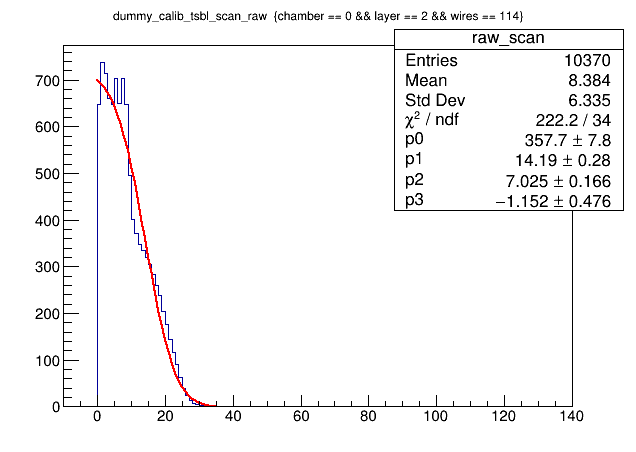 dummy_calib_tsbl_scan_raw {chamber == 0 && layer == 2 && wires == 114}
raw_scan
Entries 10370
Mean 8.384
Std Dev 6.335
χ² / ndf 222.2 / 34
p0 357.7 ± 7.8
p1 14.19 ± 0.28
p2 7.025 ± 0.166
p3 −1.152 ± 0.476
700
600
500
400
300
200
100
0
0 20 40 60 80 100 120 140